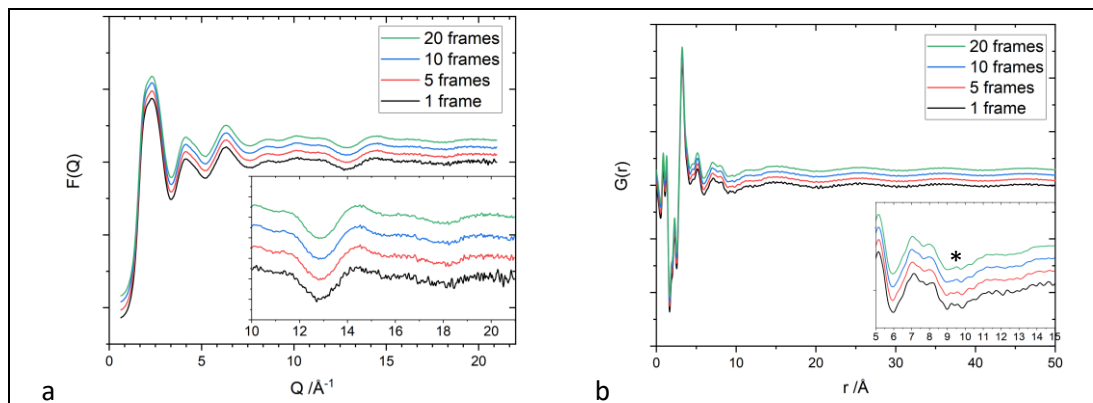 20 frames
10 frames
5 frames
1 frame
F(Q)
10 12 14 16 18 20
0 5 10 15 20
Q /Å⁻¹
a
20 frames
10 frames
5 frames
1 frame
G(r)
*
5 6 7 8 9 10 11 12 13 14 15
0 10 20 30 40 50
r /Å
b